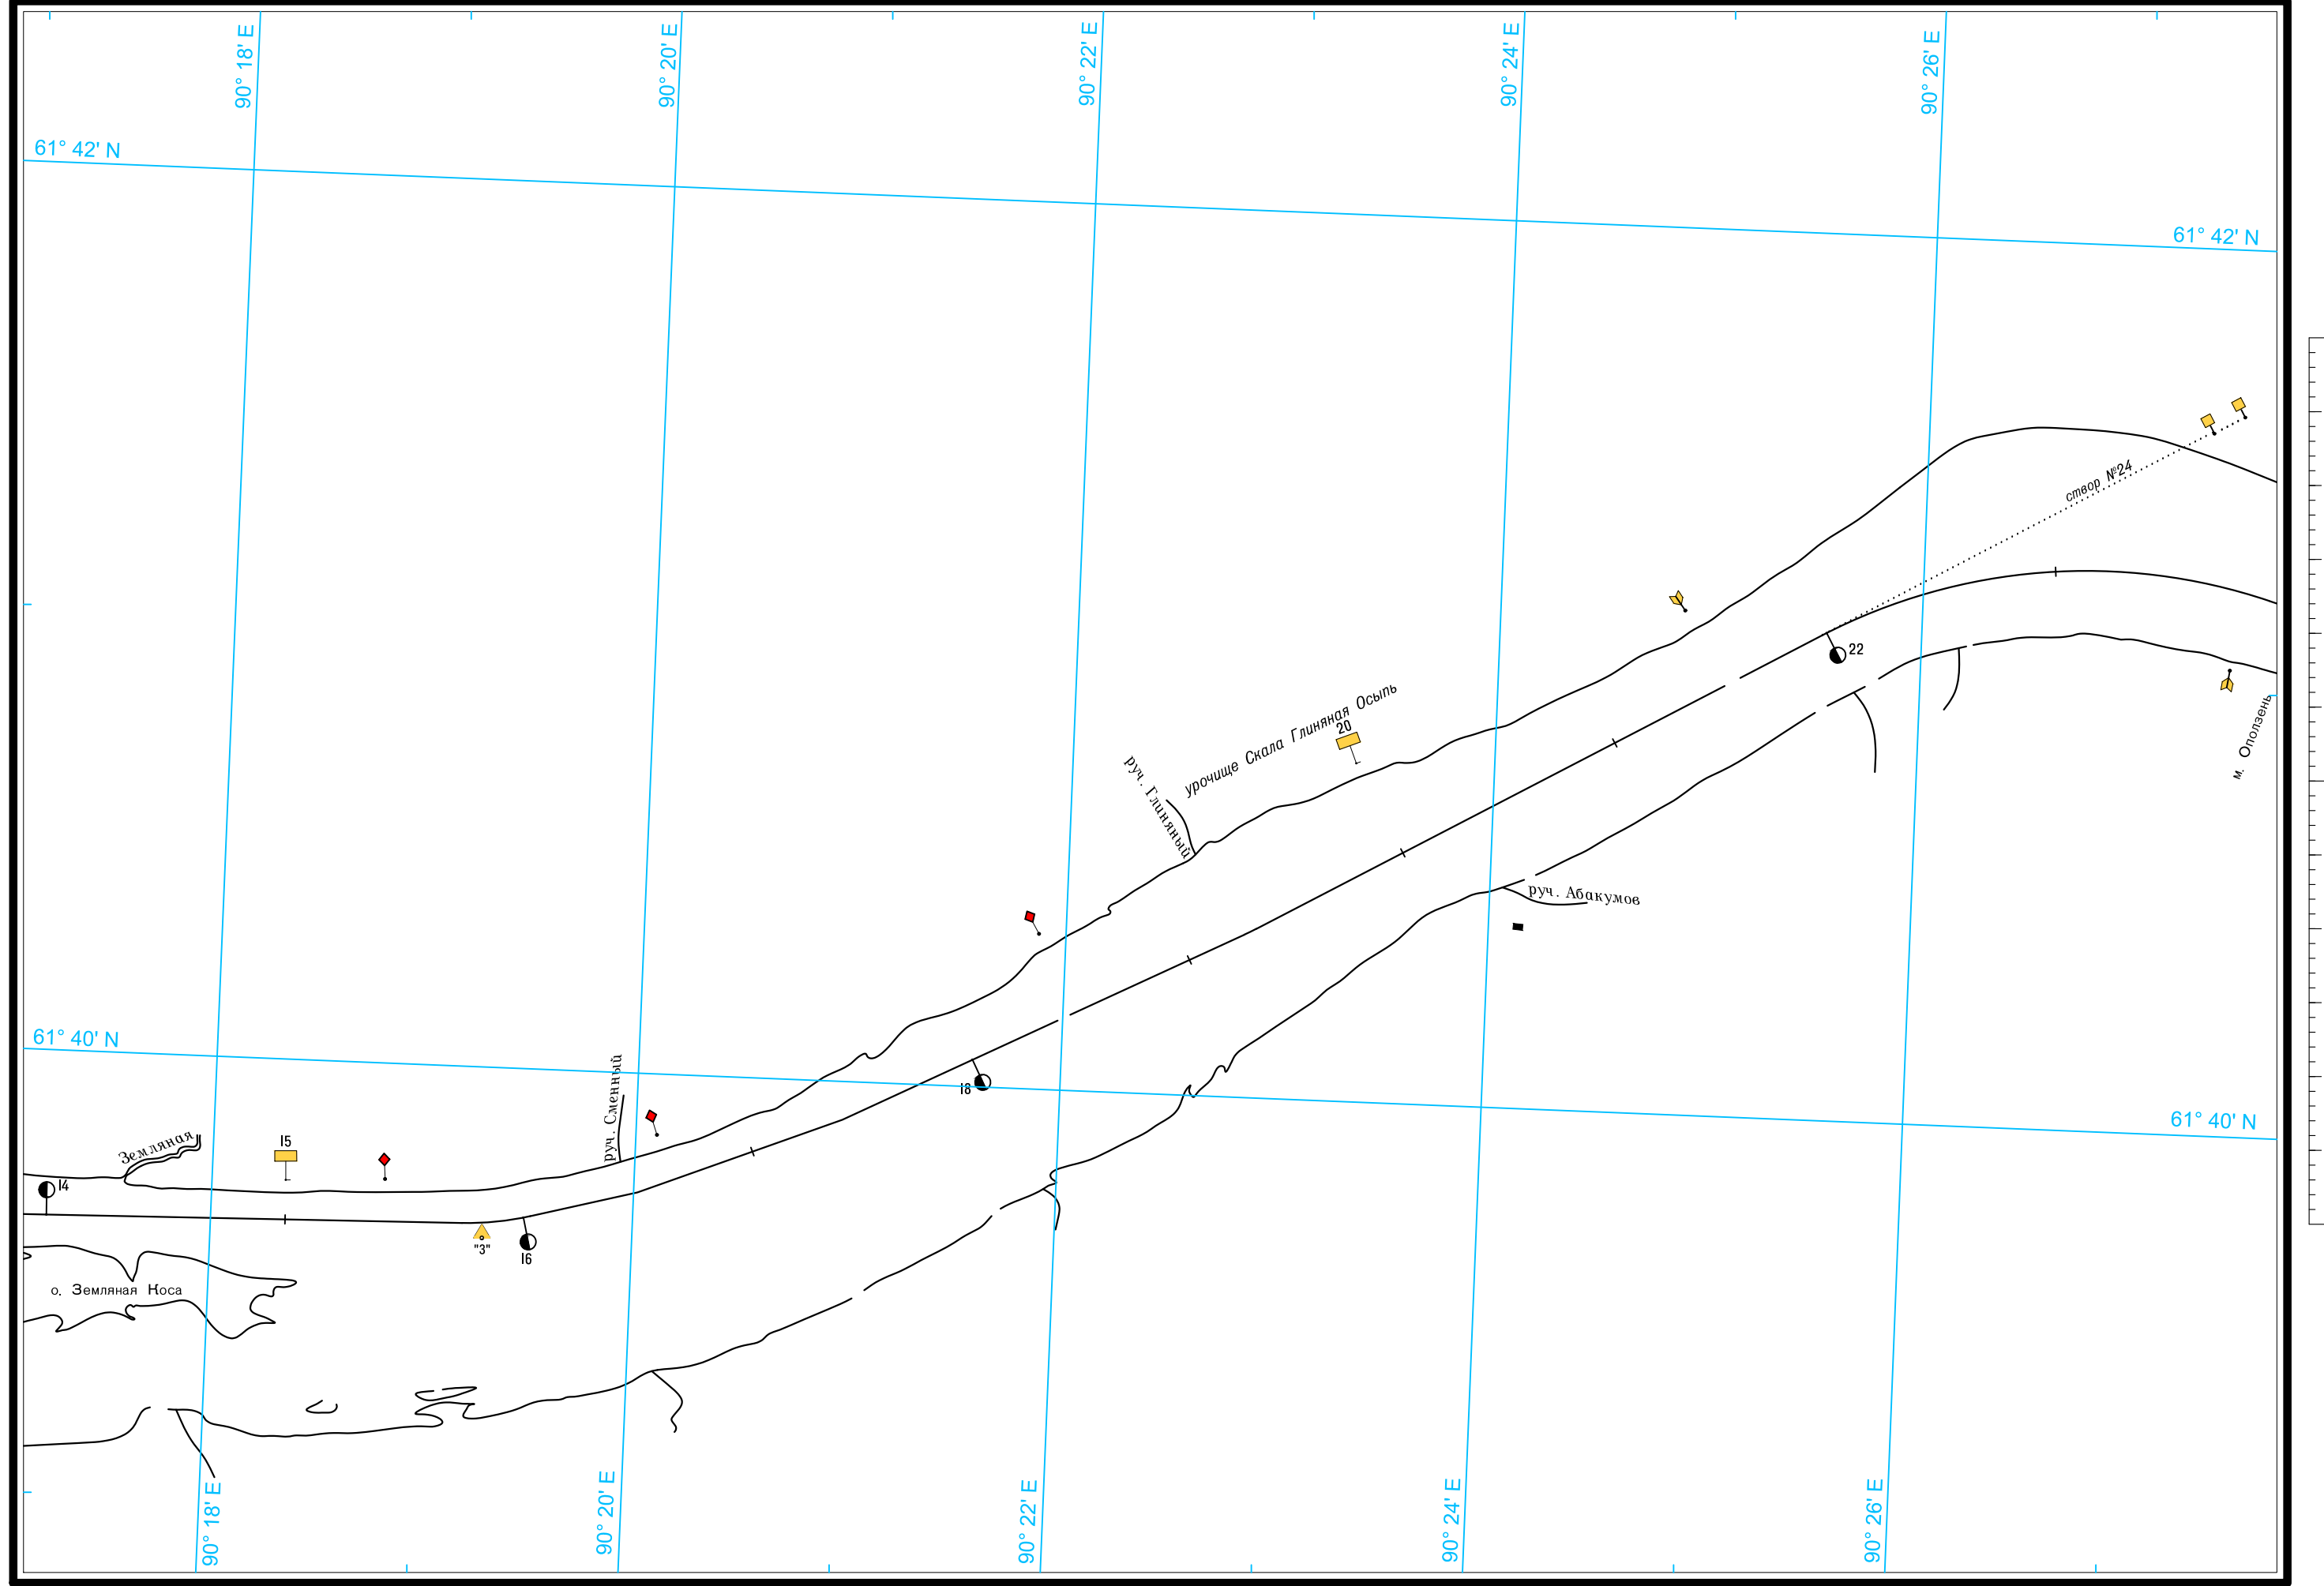 90° 18' E
90° 20' E
90° 22' E
90° 24' E
90° 26' E
61° 42' N
61° 42' N
створ №24
22
урочище Скала Глиняная Осыпь
20
руч. Глиняный
м. Оползень
руч. Абакумов
61° 40' N
61° 40' N
18
руч. Сменный
Земляная
15
14
"3"
16
о. Земляная Коса
90° 18' E
90° 20' E
90° 22' E
90° 24' E
90° 26' E